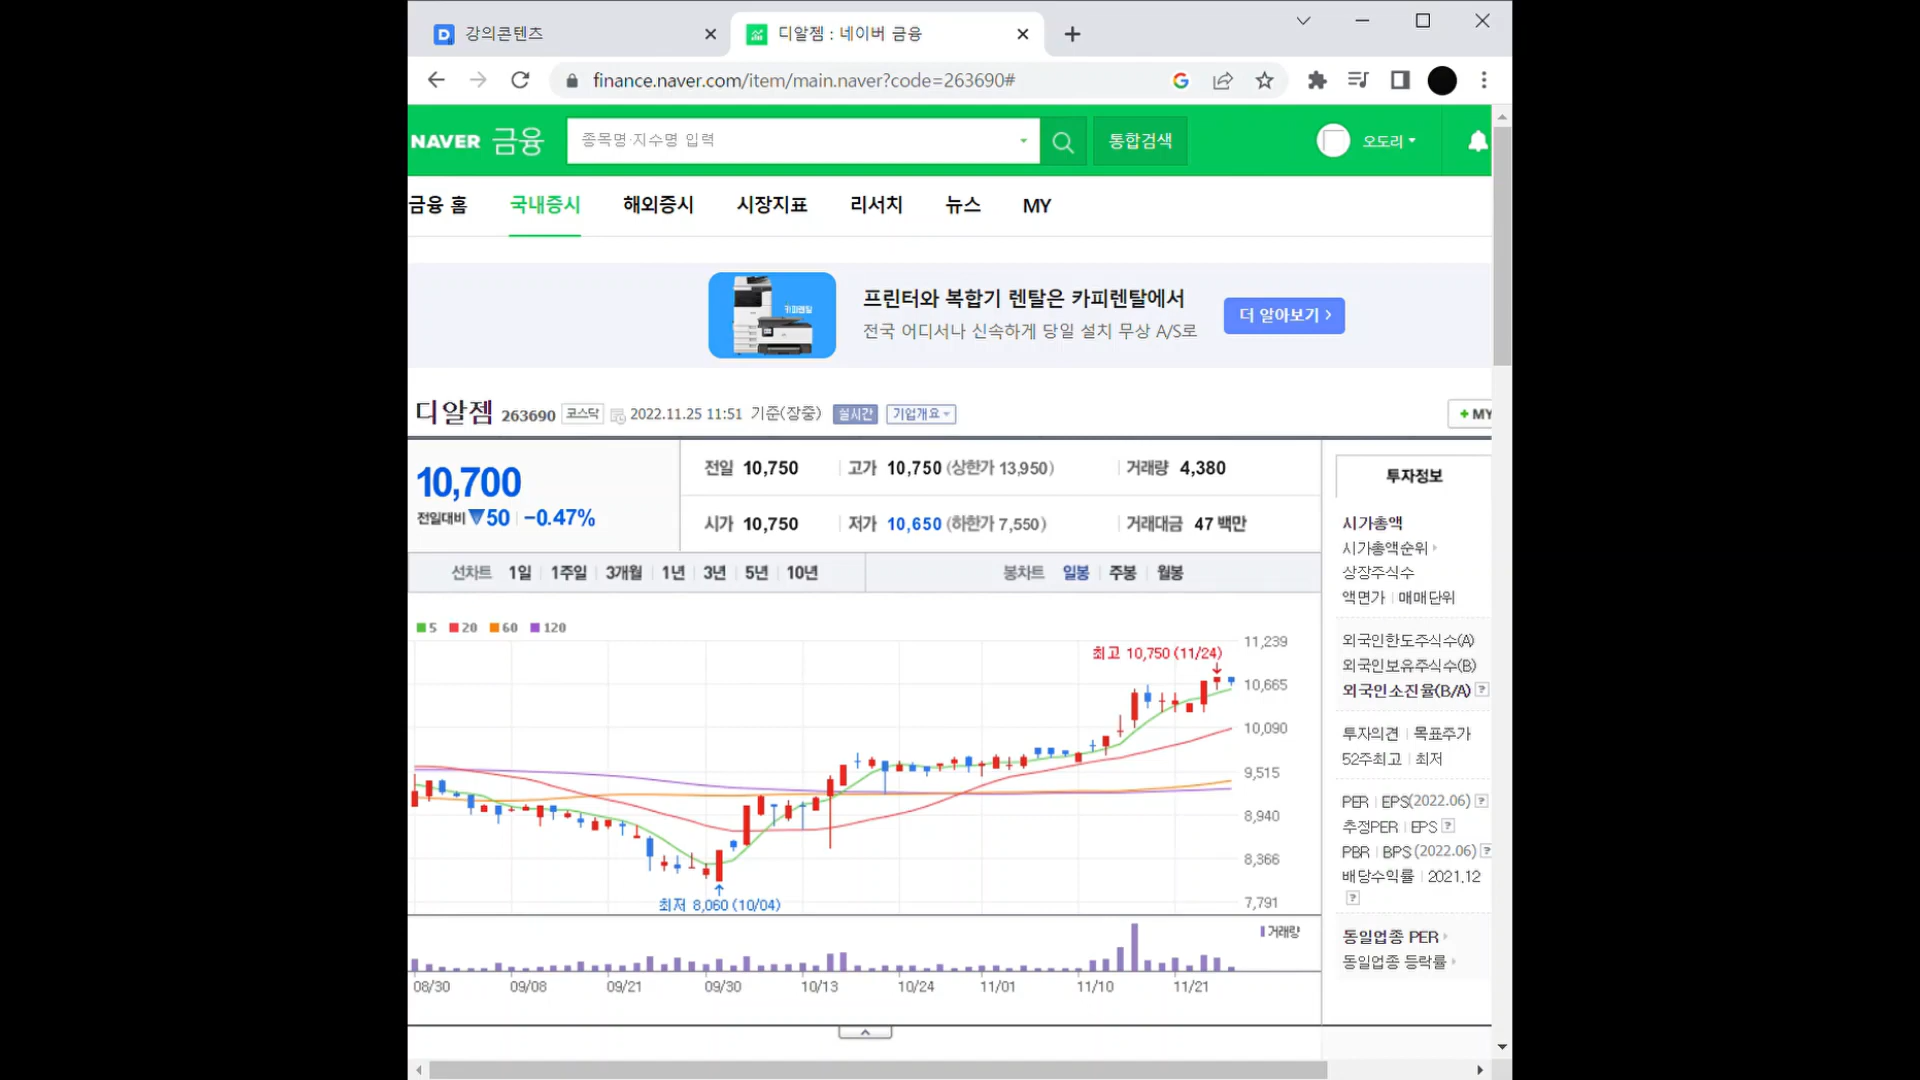 강의콘텐츠
디알젬 : 네이버 금융
finance.naver.com/item/main.naver?code=263690#
NAVER 금융
종목명·지수명 입력
통합검색
오도리
금융 홈 국내증시 해외증시 시장지표 리서치 뉴스 MY
카피렌탈
프린터와 복합기 렌탈은 카피렌탈에서
전국 어디서나 신속하게 당일 설치 무상 A/S로
더 알아보기 >
디알젬 263690 코스닥 2022.11.25 11:51 기준(장중) 실시간 기업개요
+ MY
10,700
전일대비 ▼50 | -0.47%
전일 10,750 | 고가 10,750 (상한가 13,950) | 거래량 4,380
시가 10,750 | 저가 10,650 (하한가 7,550) | 거래대금 47 백만
선차트 1일 | 1주일 | 3개월 | 1년 | 3년 | 5년 | 10년
봉차트 일봉 | 주봉 | 월봉
5 20 60 120
최고 10,750 (11/24)
최저 8,060 (10/04)
11,239
10,665
10,090
9,515
8,940
8,366
7,791
거래량
08/30 09/08 09/21 09/30 10/13 10/24 11/01 11/10 11/21
투자정보
시가총액
시가총액순위
상장주식수
액면가 | 매매단위
외국인한도주식수(A)
외국인보유주식수(B)
외국인소진율(B/A) ?
투자의견 | 목표주가
52주최고 | 최저
PER | EPS(2022.06) ?
추정PER | EPS ?
PBR | BPS (2022.06) ?
배당수익률 | 2021.12
?
동일업종 PER
동일업종 등락률